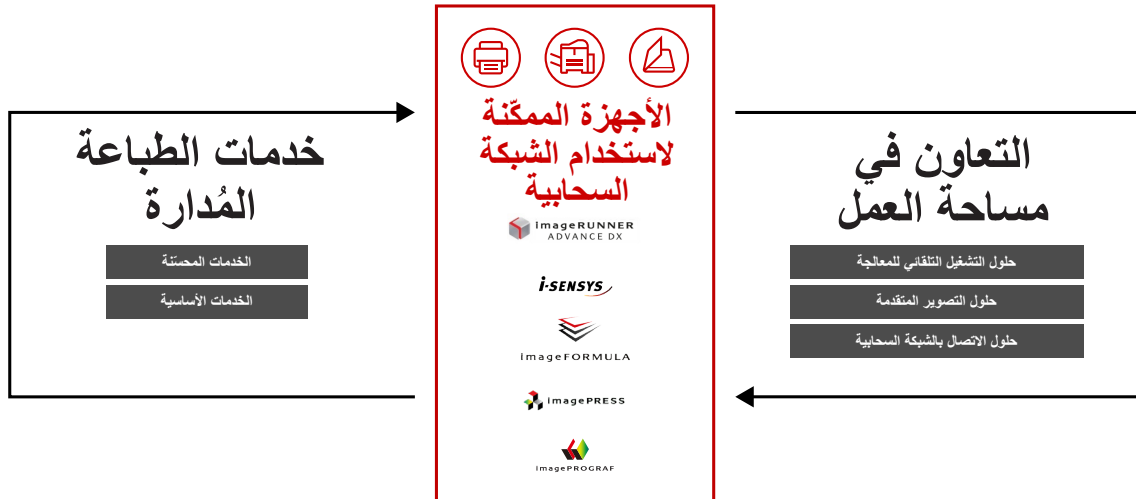 التعاون في
مساحة العمل
حلول التشغيل التلقائي للمعالجة
حلول التصوير المتقدمة
حلول الاتصال بالشبكة السحابية
الأجهزة الممكّنة
لاستخدام الشبكة
السحابية
imageRUNNER
ADVANCE DX
i-SENSYS
imageFORMULA
imagePRESS
imagePROGRAF
خدمات الطباعة
المُدارة
الخدمات المحسّنة
الخدمات الأساسية